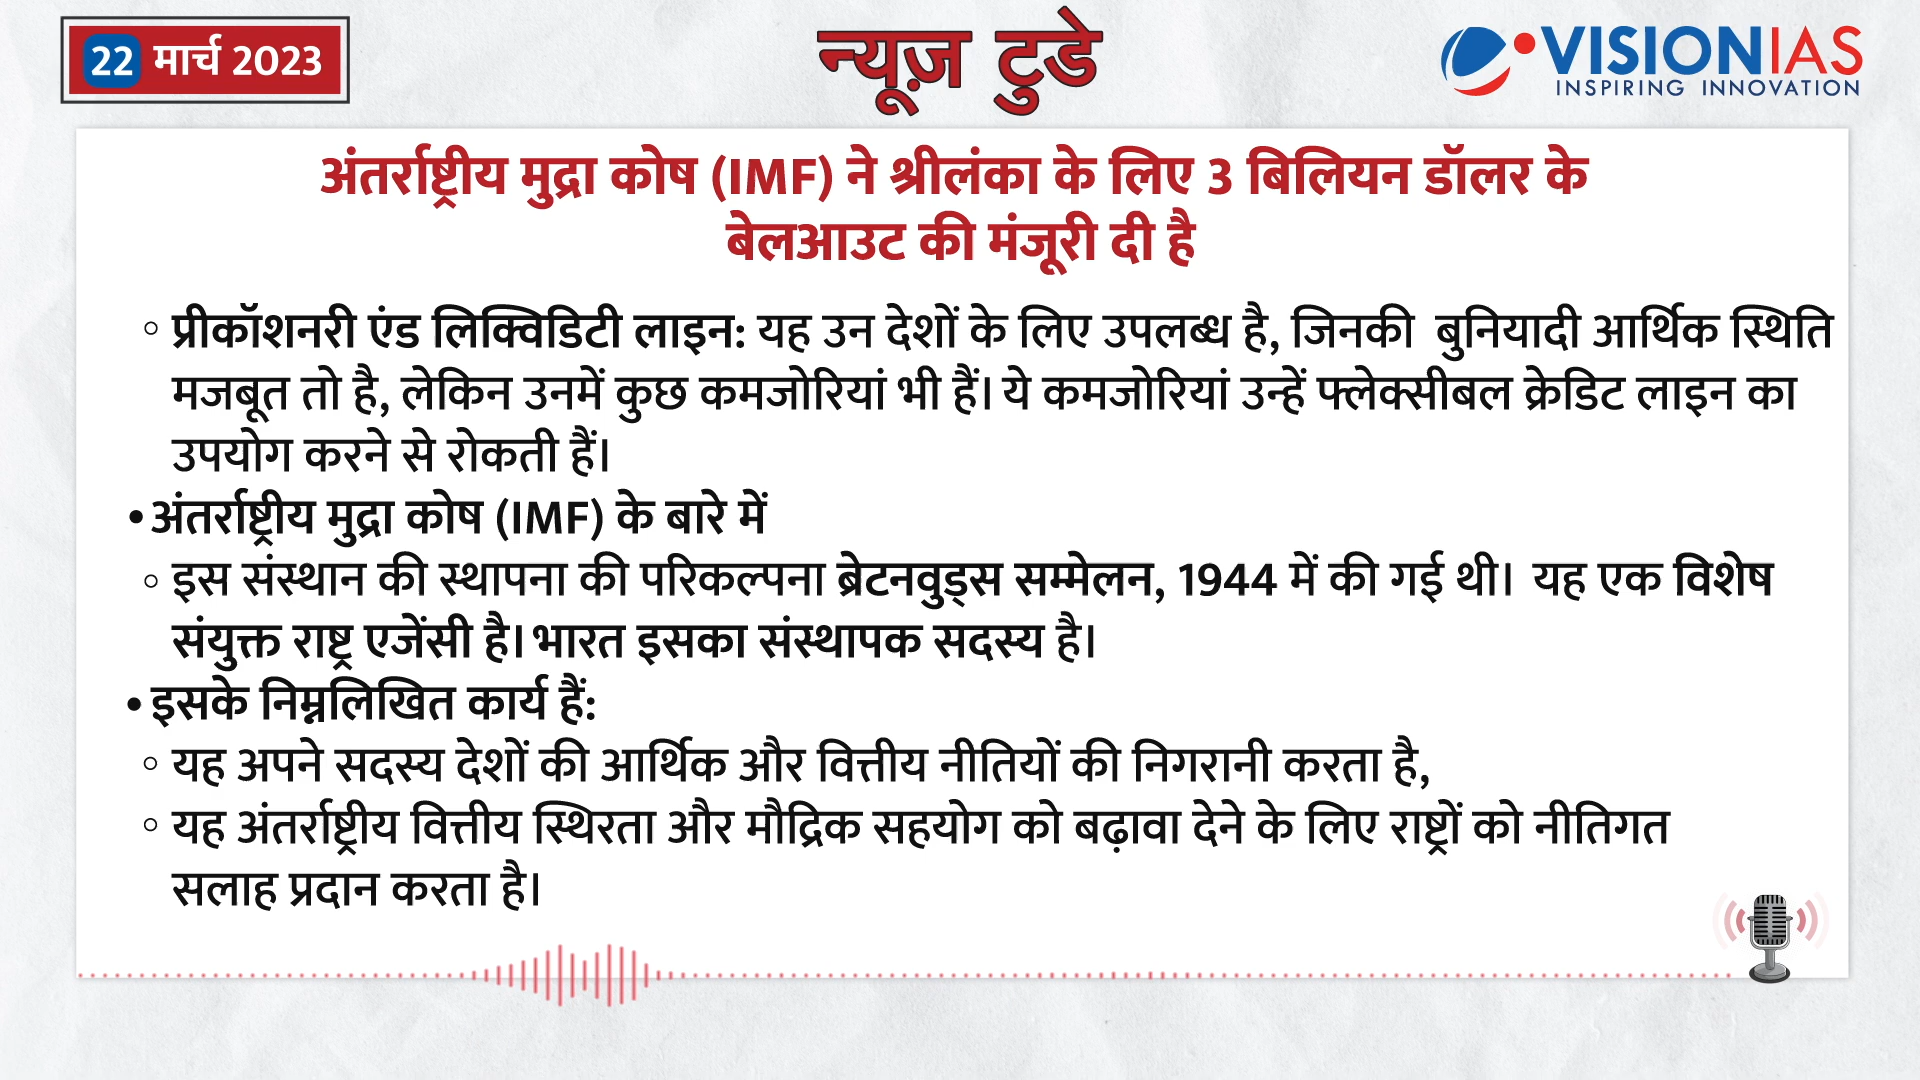 22 मार्च 2023
न्यूज़ टुडे
VISIONIAS
INSPIRING INNOVATION
अंतर्राष्ट्रीय मुद्रा कोष (IMF) ने श्रीलंका के लिए 3 बिलियन डॉलर के
बेलआउट की मंजूरी दी है
◦ प्रीकॉशनरी एंड लिक्विडिटी लाइन: यह उन देशों के लिए उपलब्ध है, जिनकी बुनियादी आर्थिक स्थिति
मजबूत तो है, लेकिन उनमें कुछ कमजोरियां भी हैं। ये कमजोरियां उन्हें फ्लेक्सीबल क्रेडिट लाइन का
उपयोग करने से रोकती हैं।
• अंतर्राष्ट्रीय मुद्रा कोष (IMF) के बारे में
◦ इस संस्थान की स्थापना की परिकल्पना ब्रेटनवुड्स सम्मेलन, 1944 में की गई थी। यह एक विशेष
संयुक्त राष्ट्र एजेंसी है। भारत इसका संस्थापक सदस्य है।
• इसके निम्नलिखित कार्य हैं:
◦ यह अपने सदस्य देशों की आर्थिक और वित्तीय नीतियों की निगरानी करता है,
◦ यह अंतर्राष्ट्रीय वित्तीय स्थिरता और मौद्रिक सहयोग को बढ़ावा देने के लिए राष्ट्रों को नीतिगत
सलाह प्रदान करता है।